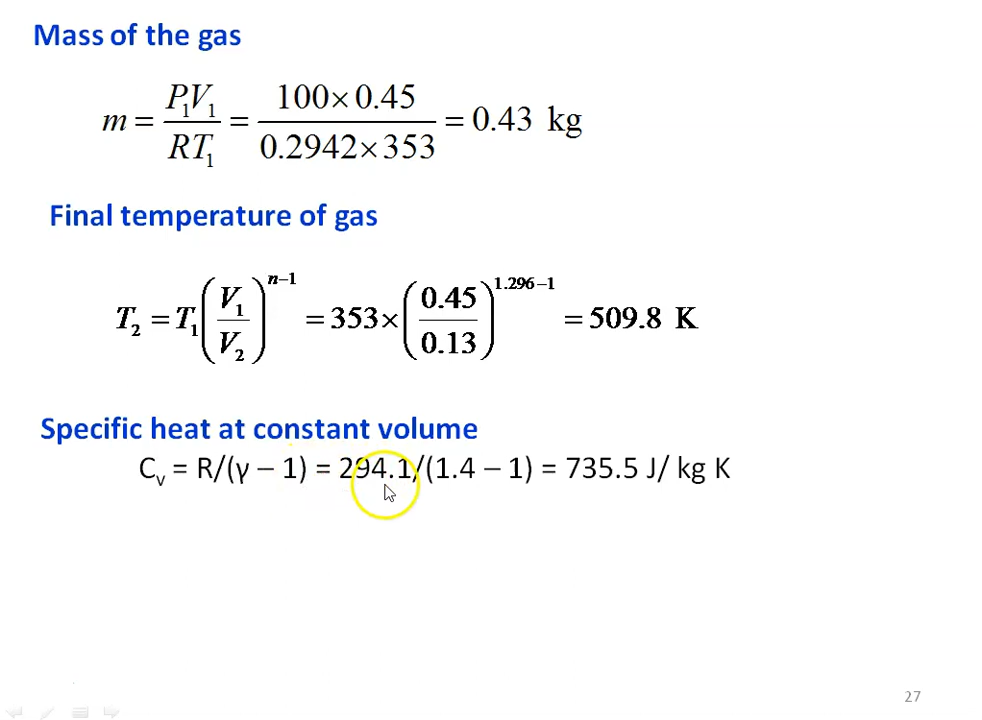 Mass of the gas
m = P₁V₁ / RT₁ = 100 × 0.45 / 0.2942 × 353 = 0.43 kg
Final temperature of gas
T₂ = T₁(V₁ / V₂)ⁿ⁻¹ = 353 × (0.45 / 0.13)¹·²⁹⁶⁻¹ = 509.8 K
Specific heat at constant volume
Cᵥ = R/(γ – 1) = 294.1/(1.4 – 1) = 735.5 J/ kg K
27